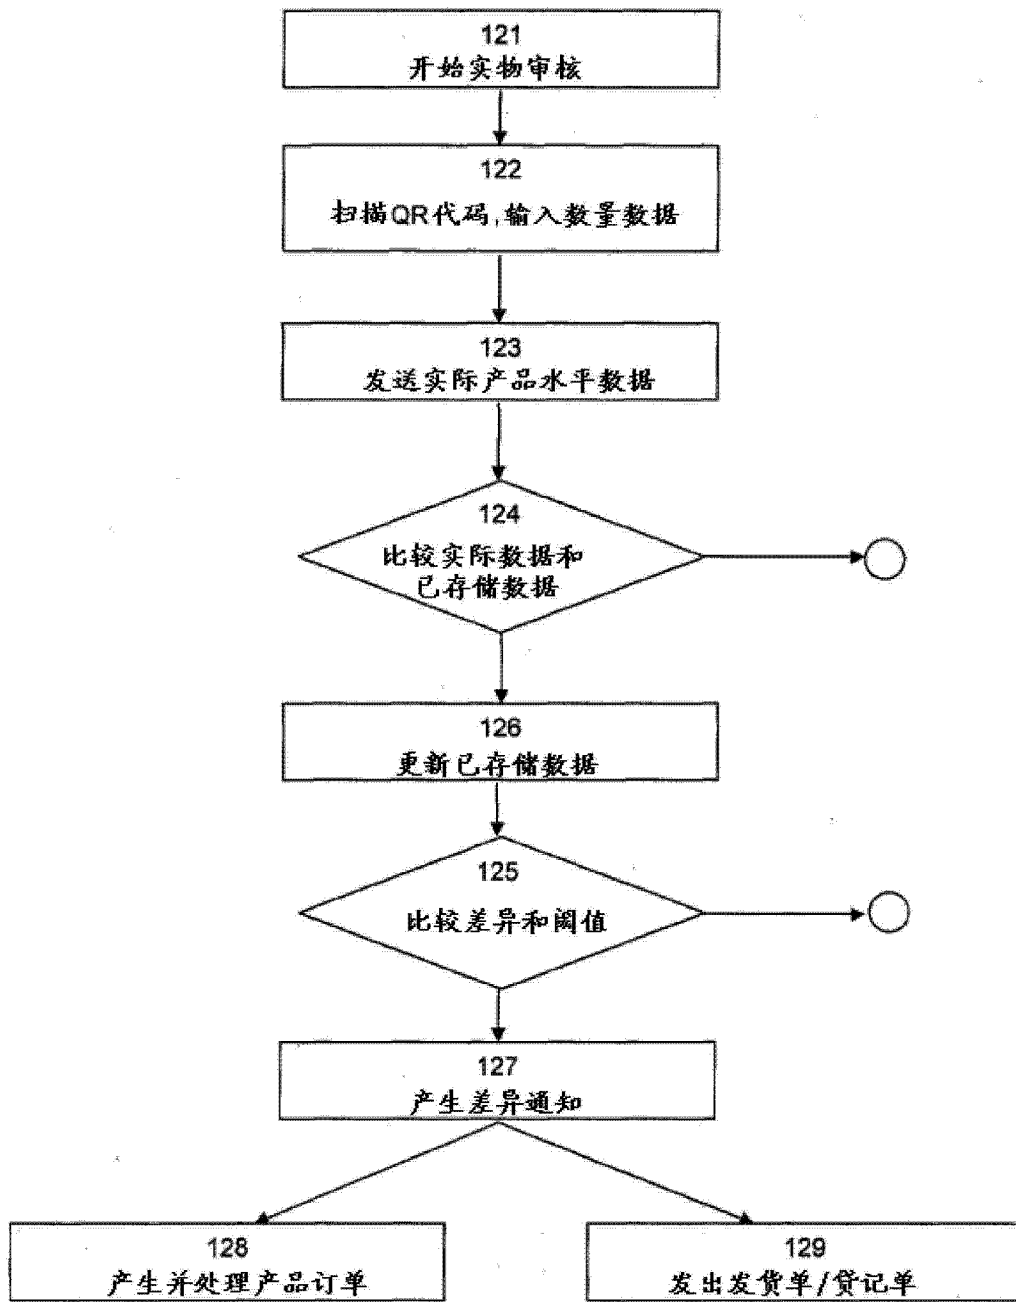 121
开始实物审核
122
扫描QR代码,输入数量数据
123
发送实际产品水平数据
124
比较实际数据和
已存储数据
126
更新已存储数据
125
比较差异和阈值
127
产生差异通知
128
产生并处理产品订单
129
发出发货单/贷记单